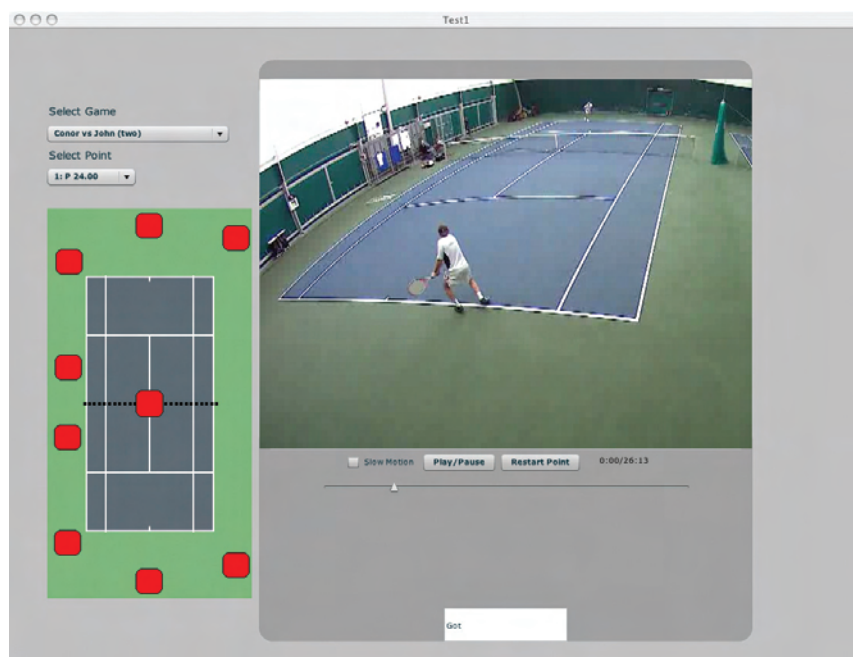 Test1
Select Game
Conor vs John (two)
Select Point
1: P 24.00
Slow Motion
Play/Pause
Restart Point
0:00/26:13
Got